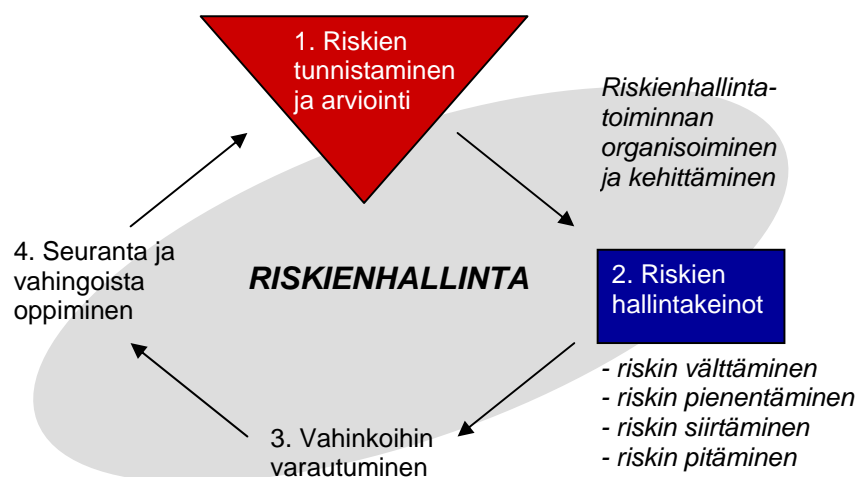 1. Riskien
tunnistaminen
ja arviointi
Riskienhallinta-
toiminnan
organisoiminen
ja kehittäminen
4. Seuranta ja
vahingoista
oppiminen
RISKIENHALLINTA
2. Riskien
hallintakeinot
- riskin välttäminen
- riskin pienentäminen
- riskin siirtäminen
- riskin pitäminen
3. Vahinkoihin
varautuminen